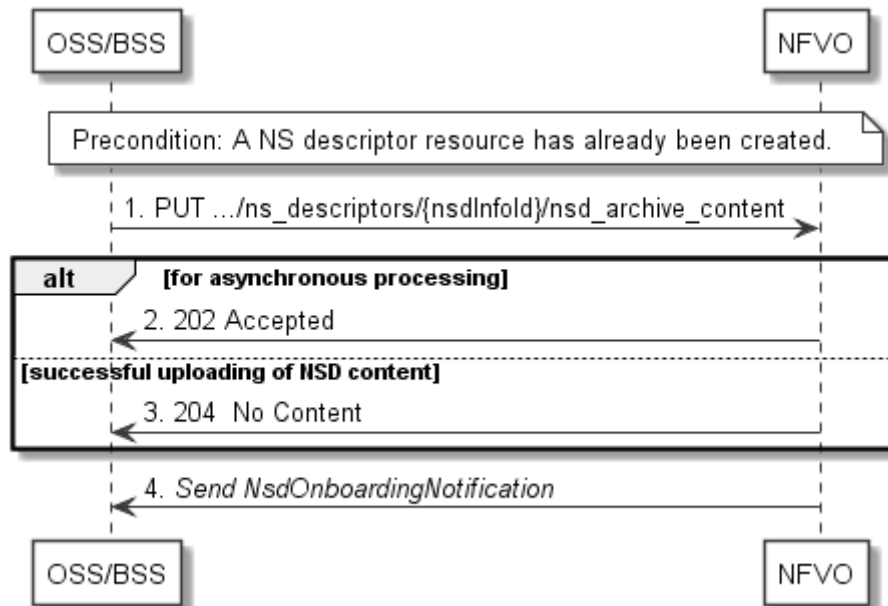 OSS/BSS
NFVO
Precondition: A NS descriptor resource has already been created.
1. PUT .../ns_descriptors/{nsdInfoId}/nsd_archive_content
alt
[for asynchronous processing]
2. 202 Accepted
[successful uploading of NSD content]
3. 204  No Content
4. Send NsdOnboardingNotification
OSS/BSS
NFVO